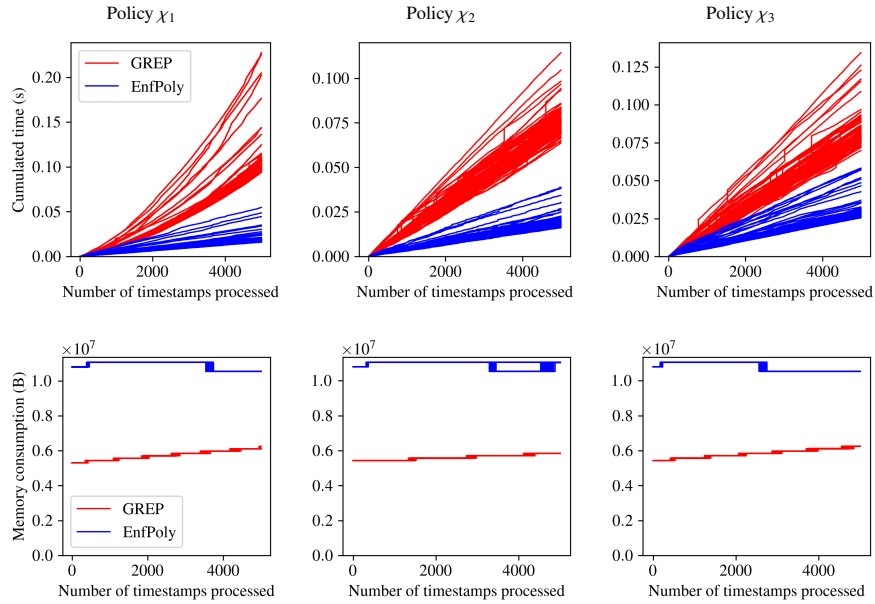 Policy χ1
Policy χ2
Policy χ3
Cumulated time (s)
0.20
0.15
0.10
0.05
0.00
GREP
EnfPoly
0 2000 4000
Number of timestamps processed
0.100
0.075
0.050
0.025
0.000
0 2000 4000
Number of timestamps processed
0.125
0.100
0.075
0.050
0.025
0.000
0 2000 4000
Number of timestamps processed
Memory consumption (B)
×10^7
1.0
0.8
0.6
0.4
0.2
0.0
GREP
EnfPoly
0 2000 4000
Number of timestamps processed
×10^7
1.0
0.8
0.6
0.4
0.2
0.0
0 2000 4000
Number of timestamps processed
×10^7
1.0
0.8
0.6
0.4
0.2
0.0
0 2000 4000
Number of timestamps processed